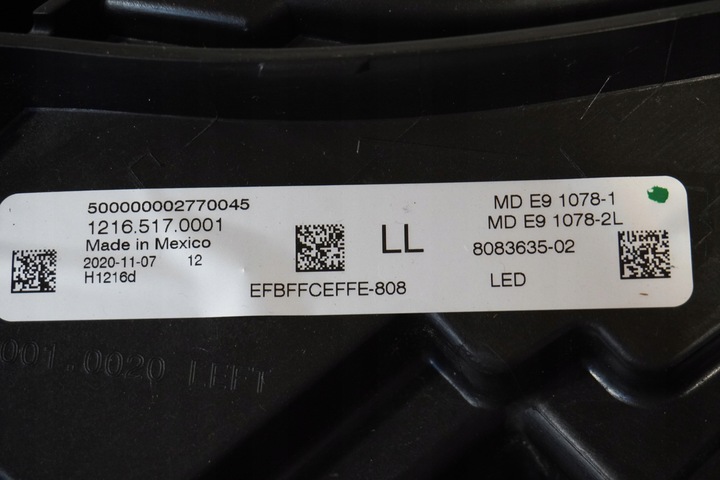 500000002770045
1216.517.0001
Made in Mexico
2020-11-07 12
H1216d
LL
EFBFFCEFFE-808
MD E9 1078-1
MD E9 1078-2L
8083635-02
LED
001.0020 LEFT